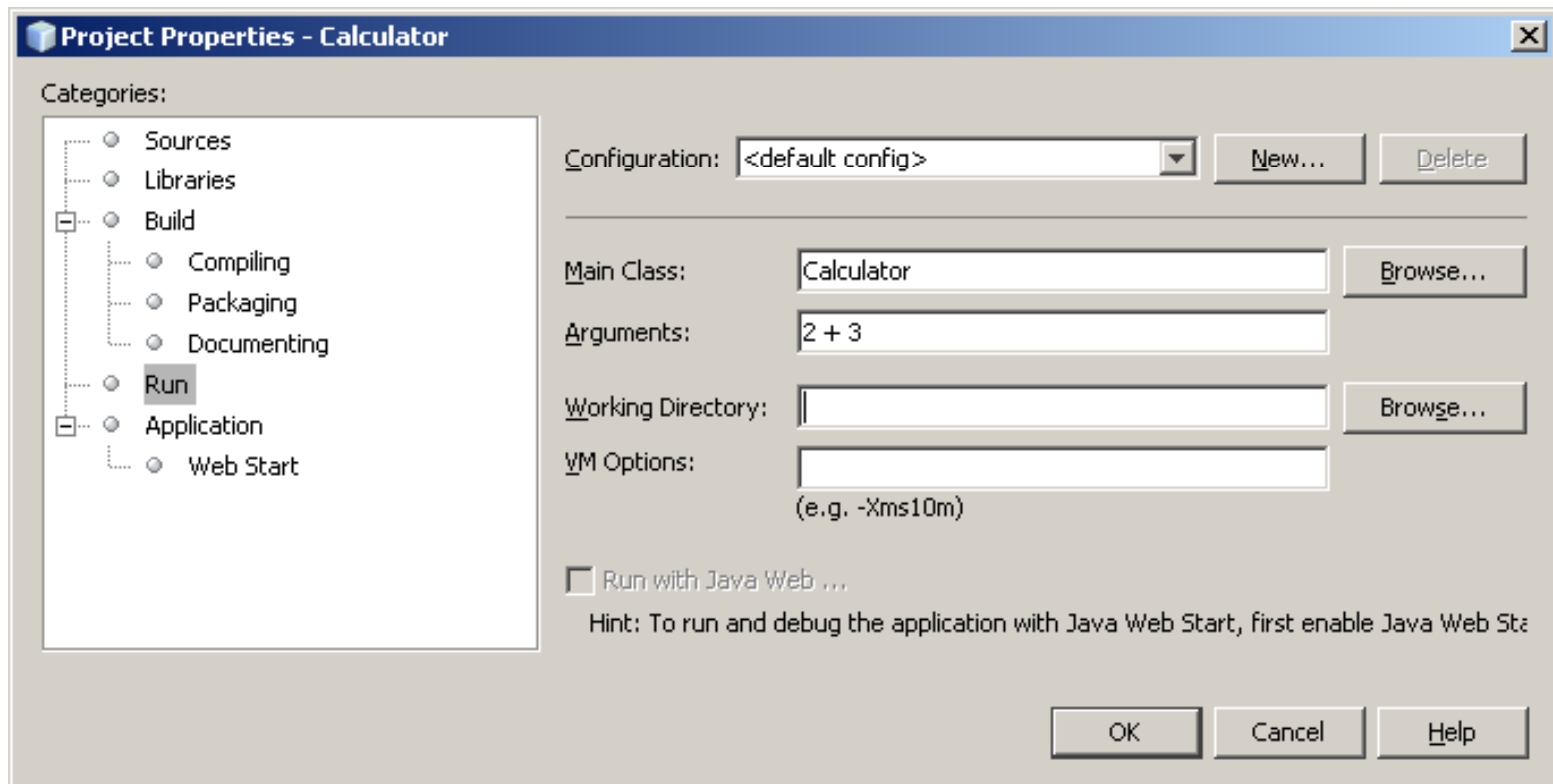 Project Properties - Calculator
Categories:
Sources
Libraries
Build
Compiling
Packaging
Documenting
Run
Application
Web Start
Configuration: <default config> New... Delete
Main Class: Calculator Browse...
Arguments: 2 + 3
Working Directory: Browse...
VM Options:
(e.g. -Xms10m)
Run with Java Web ...
Hint: To run and debug the application with Java Web Start, first enable Java Web Sta
OK Cancel Help